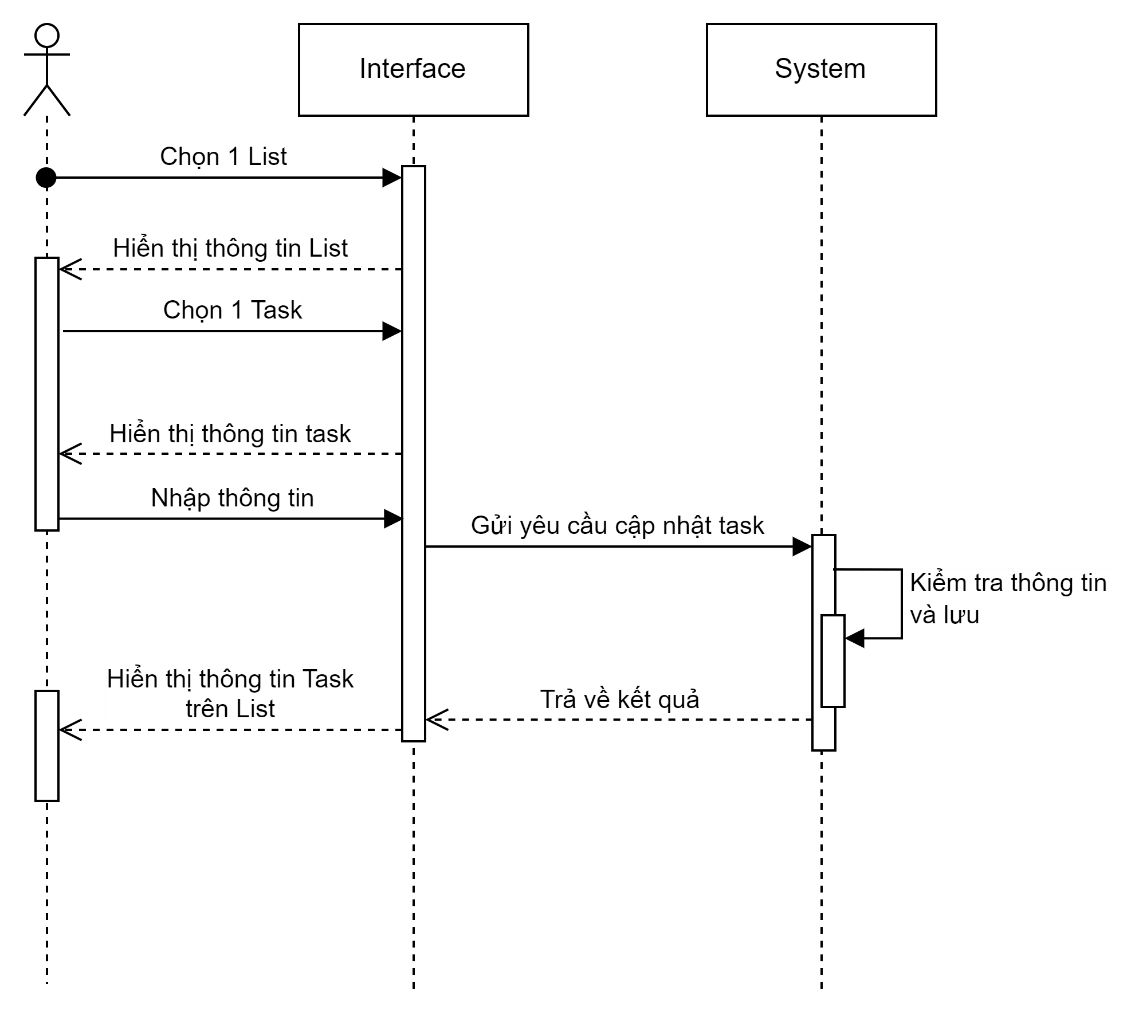 Interface
System
Chọn 1 List
Hiển thị thông tin List
Chọn 1 Task
Hiển thị thông tin task
Nhập thông tin
Gửi yêu cầu cập nhật task
Kiểm tra thông tin
và lưu
Hiển thị thông tin Task
trên List
Trả về kết quả